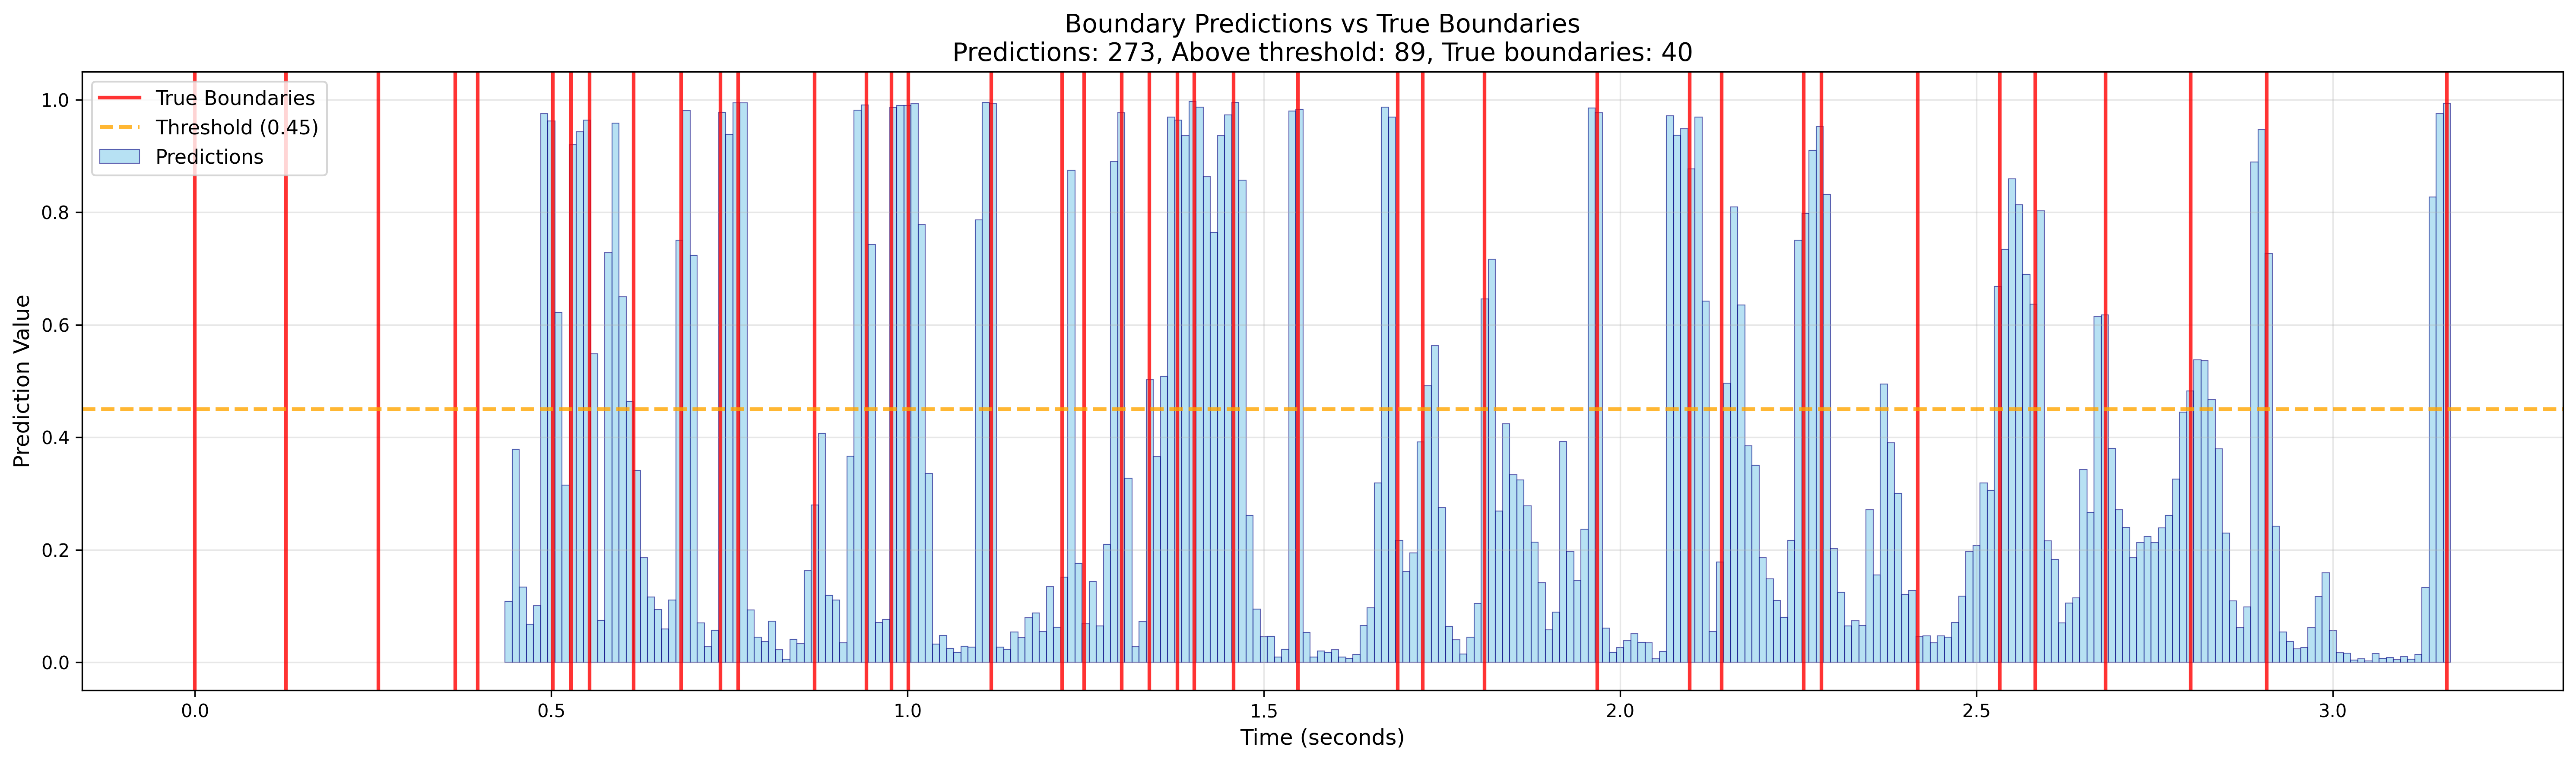 Boundary Predictions vs True Boundaries
Predictions: 273, Above threshold: 89, True boundaries: 40
True Boundaries
Threshold (0.45)
Predictions
Prediction Value
1.0
0.8
0.6
0.4
0.2
0.0
0.0 0.5 1.0 1.5 2.0 2.5 3.0
Time (seconds)